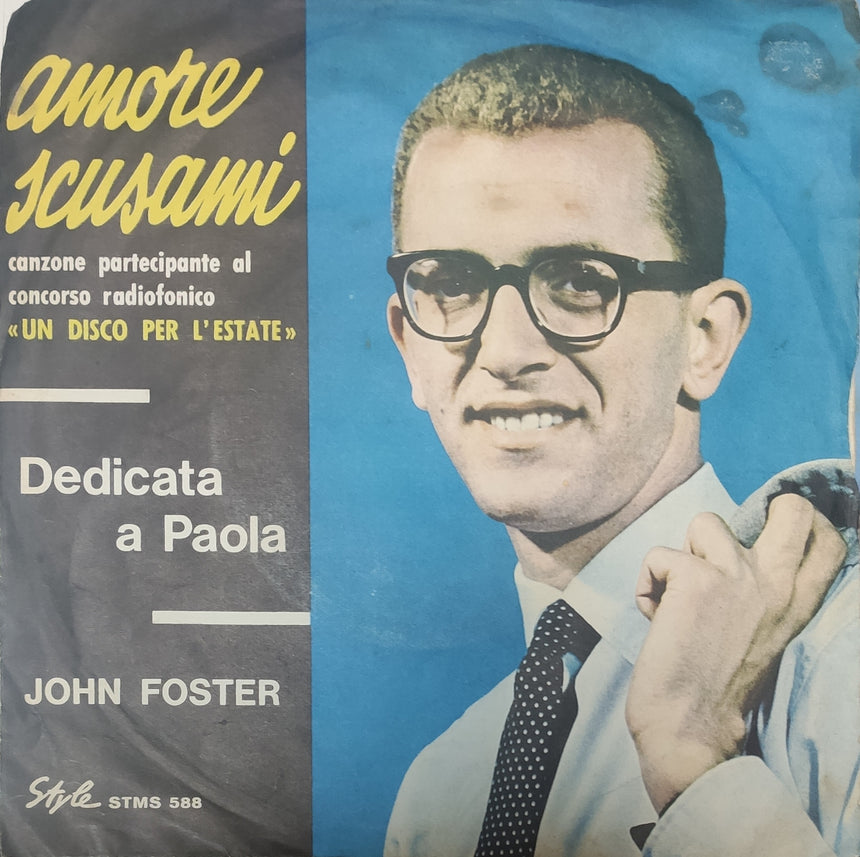 amore
scusami
canzone partecipante al
concorso radiofonico
«UN DISCO PER L'ESTATE»
Dedicata
a Paola
JOHN FOSTER
Style STMS 588